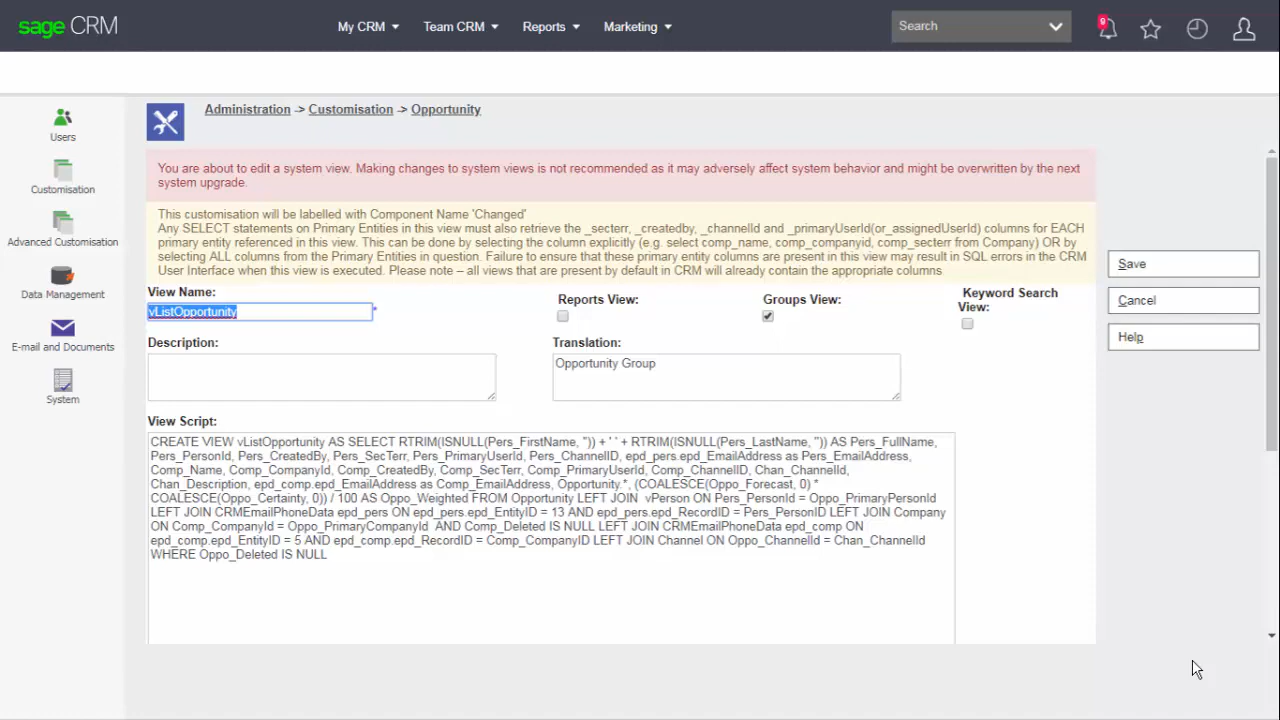 sage CRM
My CRM
Team CRM
Reports
Marketing
Search
9
Users
Customisation
Advanced Customisation
Data Management
E-mail and Documents
System
Administration -> Customisation -> Opportunity
You are about to edit a system view. Making changes to system views is not recommended as it may adversely affect system behavior and might be overwritten by the next
system upgrade.
This customisation will be labelled with Component Name 'Changed'
Any SELECT statements on Primary Entities in this view must also retrieve the _secterr, _createdby, _channelId and _primaryUserId(or_assignedUserId) columns for EACH
primary entity referenced in this view. This can be done by selecting the column explicitly (e.g. select comp_name, comp_companyid, comp_secterr from Company) OR by
selecting ALL columns from the Primary Entities in question. Failure to ensure that these primary entity columns are present in this view may result in SQL errors in the CRM
User Interface when this view is executed. Please note – all views that are present by default in CRM will already contain the appropriate columns
View Name:
vListOpportunity *
Reports View:
Groups View:
Keyword Search
View:
Description:
Translation:
Opportunity Group
View Script:
CREATE VIEW vListOpportunity AS SELECT RTRIM(ISNULL(Pers_FirstName, '')) + ' ' + RTRIM(ISNULL(Pers_LastName, '')) AS Pers_FullName,
Pers_PersonId, Pers_CreatedBy, Pers_SecTerr, Pers_PrimaryUserId, Pers_ChannelID, epd_pers.epd_EmailAddress as Pers_EmailAddress,
Comp_Name, Comp_CompanyId, Comp_CreatedBy, Comp_SecTerr, Comp_PrimaryUserId, Comp_ChannelID, Chan_ChannelId,
Chan_Description, epd_comp.epd_EmailAddress as Comp_EmailAddress, Opportunity.*, (COALESCE(Oppo_Forecast, 0) *
COALESCE(Oppo_Certainty, 0)) / 100 AS Oppo_Weighted FROM Opportunity LEFT JOIN vPerson ON Pers_PersonId = Oppo_PrimaryPersonId
LEFT JOIN CRMEmailPhoneData epd_pers ON epd_pers.epd_EntityID = 13 AND epd_pers.epd_RecordID = Pers_PersonID LEFT JOIN Company
ON Comp_CompanyId = Oppo_PrimaryCompanyId AND Comp_Deleted IS NULL LEFT JOIN CRMEmailPhoneData epd_comp ON
epd_comp.epd_EntityID = 5 AND epd_comp.epd_RecordID = Comp_CompanyID LEFT JOIN Channel ON Oppo_ChannelId = Chan_ChannelId
WHERE Oppo_Deleted IS NULL
Save
Cancel
Help